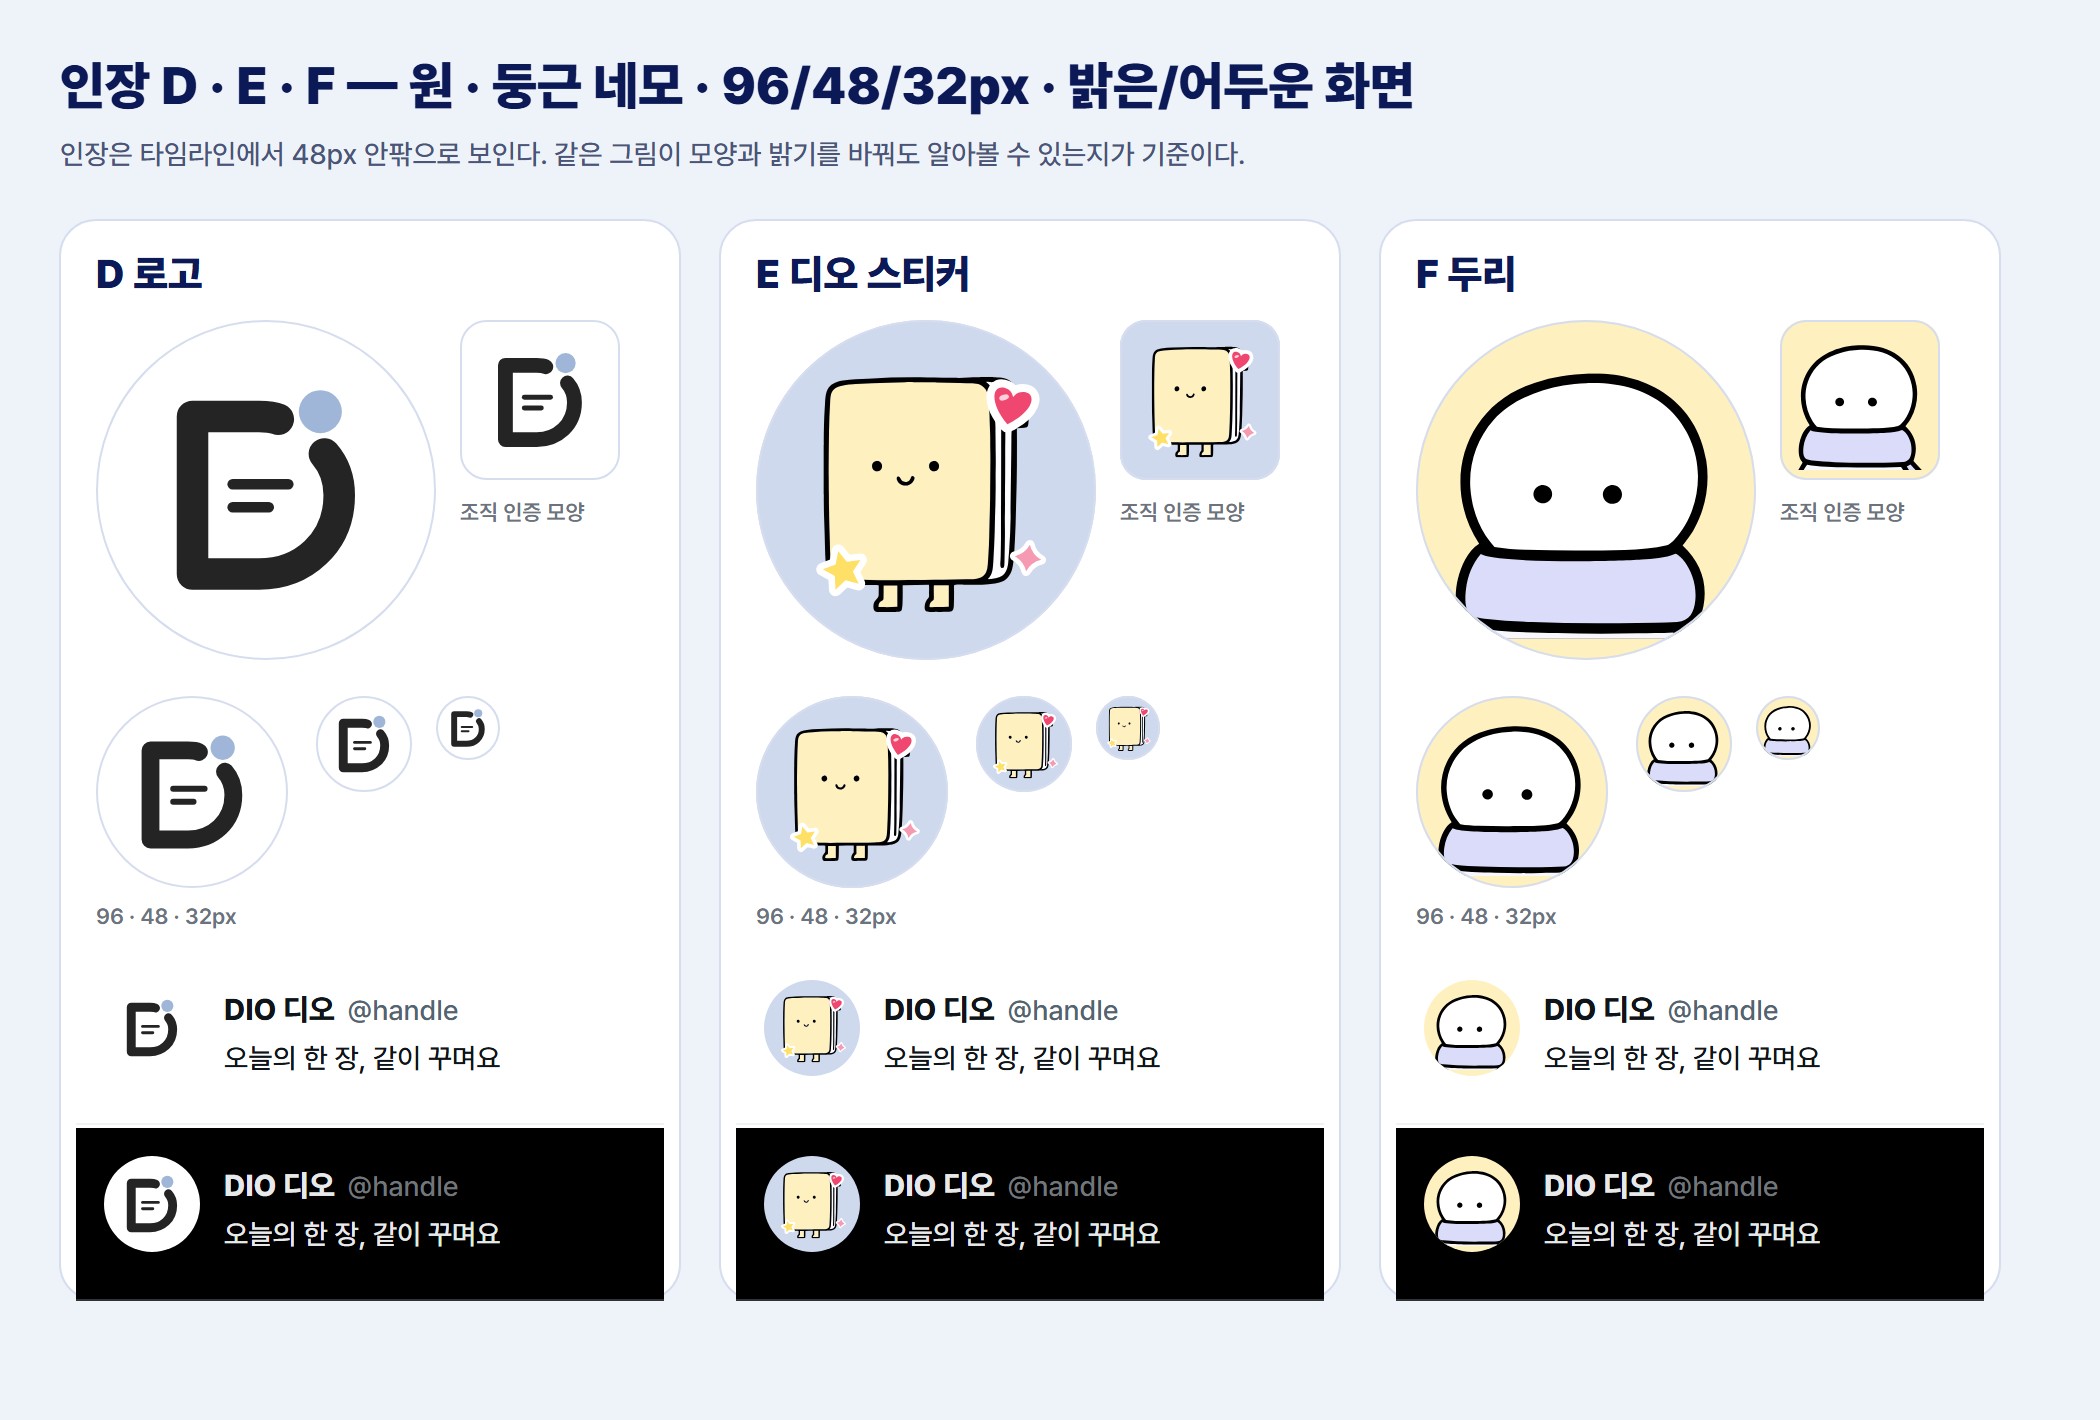 인장 D · E · F — 원 · 둥근 네모 · 96/48/32px · 밝은/어두운 화면
인장은 타임라인에서 48px 안팎으로 보인다. 같은 그림이 모양과 밝기를 바꿔도 알아볼 수 있는지가 기준이다.
D 로고
조직 인증 모양
96 · 48 · 32px
DIO 디오 @handle
오늘의 한 장, 같이 꾸며요
DIO 디오 @handle
오늘의 한 장, 같이 꾸며요
E 디오 스티커
조직 인증 모양
96 · 48 · 32px
DIO 디오 @handle
오늘의 한 장, 같이 꾸며요
DIO 디오 @handle
오늘의 한 장, 같이 꾸며요
F 두리
조직 인증 모양
96 · 48 · 32px
DIO 디오 @handle
오늘의 한 장, 같이 꾸며요
DIO 디오 @handle
오늘의 한 장, 같이 꾸며요